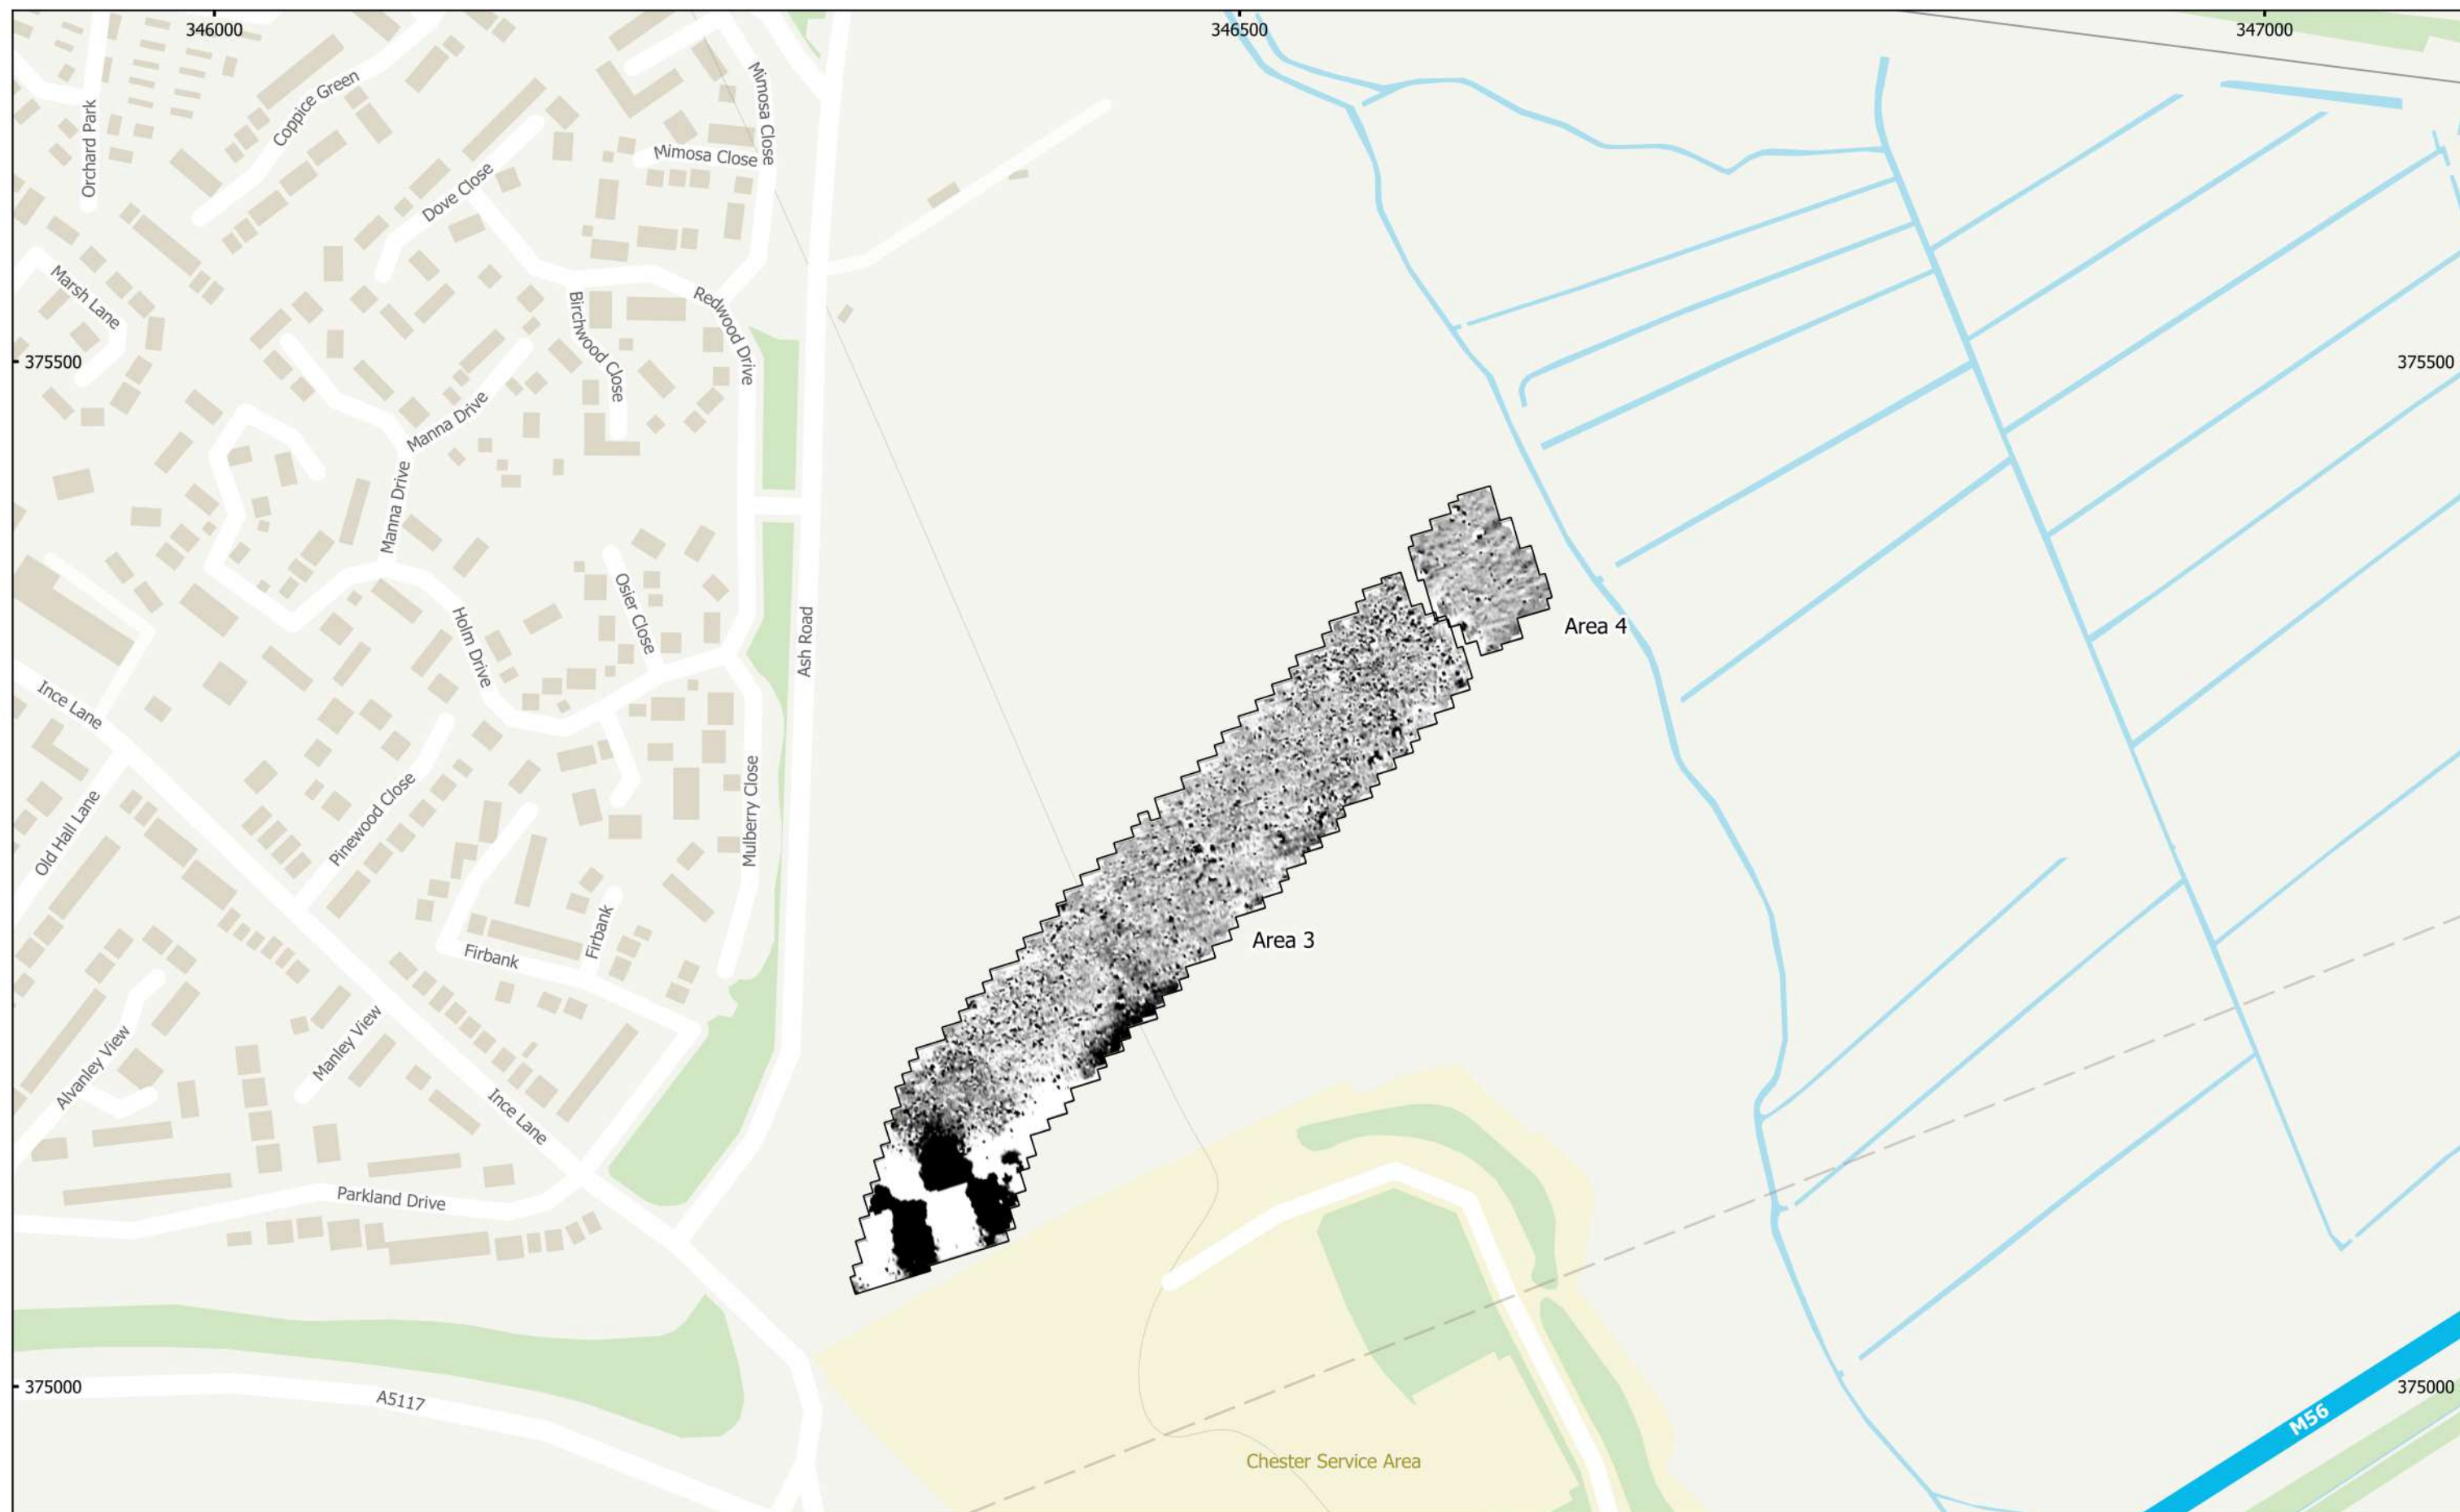 346000
346500
347000
Mimosa Close
Coppice Green
Orchard Park
Mimosa Close
Dove Close
Marsh Lane
Redwood Drive
Birchwood Close
375500
375500
Manna Drive
Manna Drive
Osier Close
Holm Drive
Ash Road
Area 4
Ince Lane
Mulberry Close
Pinewood Close
Old Hall Lane
Area 3
Firbank
Firbank
Manley View
Alvanley View
Ince Lane
Parkland Drive
375000
375000
A5117
M56
Chester Service Area